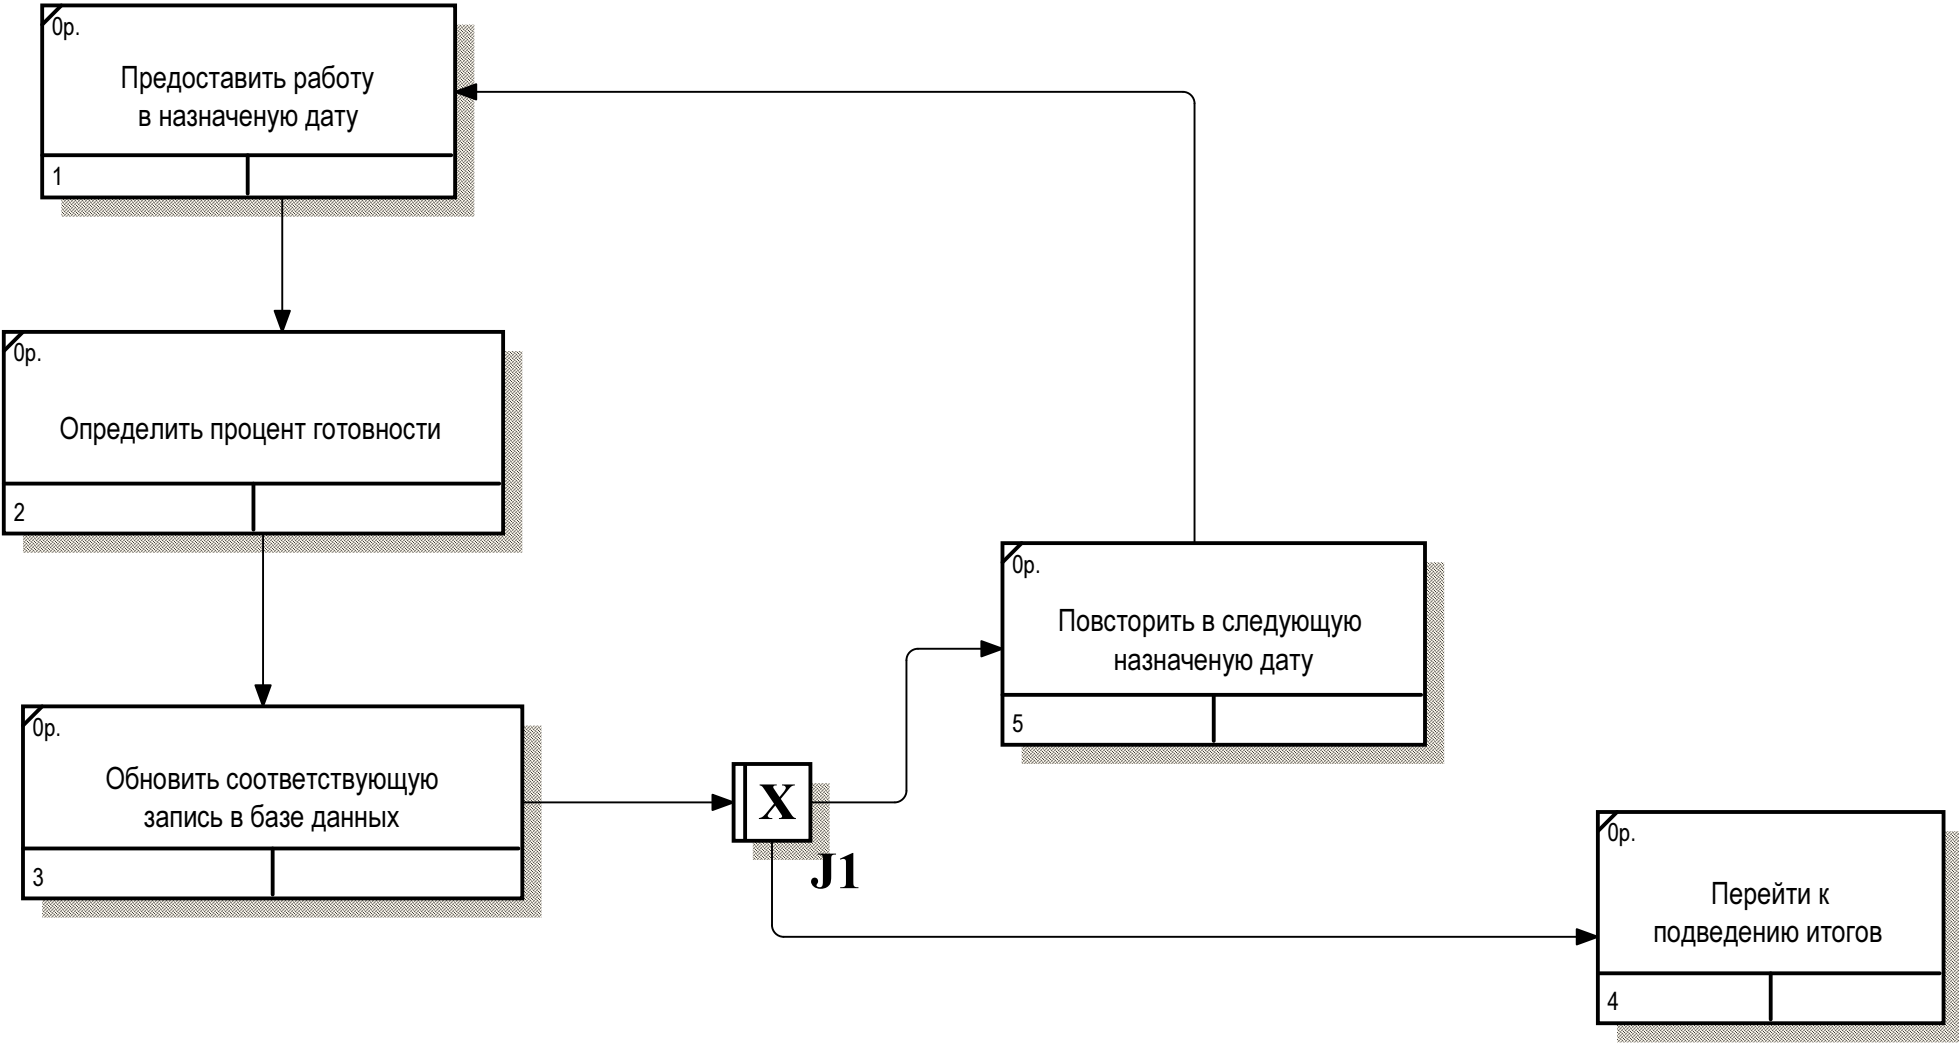 0р.
Предоставить работу
в назначеную дату
1
0р.
Определить процент готовности
2
0р.
Обновить соответствующую
запись в базе данных
3
X
J1
0р.
Повсторить в следующую
назначеную дату
5
0р.
Перейти к
подведению итогов
4